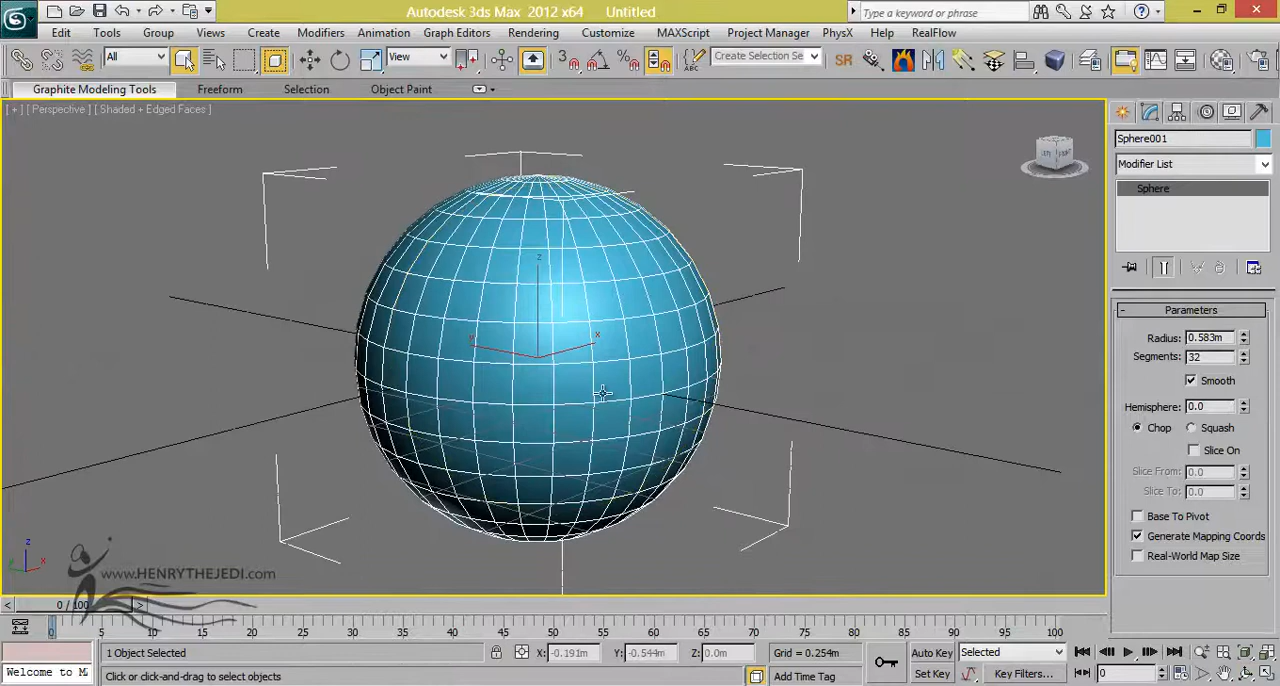 Autodesk 3ds Max 2012 x64 Untitled
Type a keyword or phrase
Edit Tools Group Views Create Modifiers Animation Graph Editors Rendering Customize MAXScript Project Manager PhysX Help RealFlow
All View 3 Create Selection Se SR
Graphite Modeling Tools Freeform Selection Object Paint
[ + ] [ Perspective ] [ Shaded + Edged Faces ]
Sphere001
Modifier List
Sphere
Parameters
Radius: 0.583m
Segments: 32
Smooth
Hemisphere: 0.0
Chop Squash
Slice On
Slice From: 0.0
Slice To: 0.0
Base To Pivot
Generate Mapping Coords
Real-World Map Size
z
x
y
z
x
www.HENRYTHEJEDI.com
0 / 100
0 5 10 15 20 25 30 35 40 45 50 55 60 65 70 75 80 85 90 95 100
1 Object Selected X: -0.191m Y: -0.544m Z: 0.0m Grid = 0.254m Auto Key Selected
Welcome to M Click or click-and-drag to select objects Add Time Tag Set Key Key Filters... 0